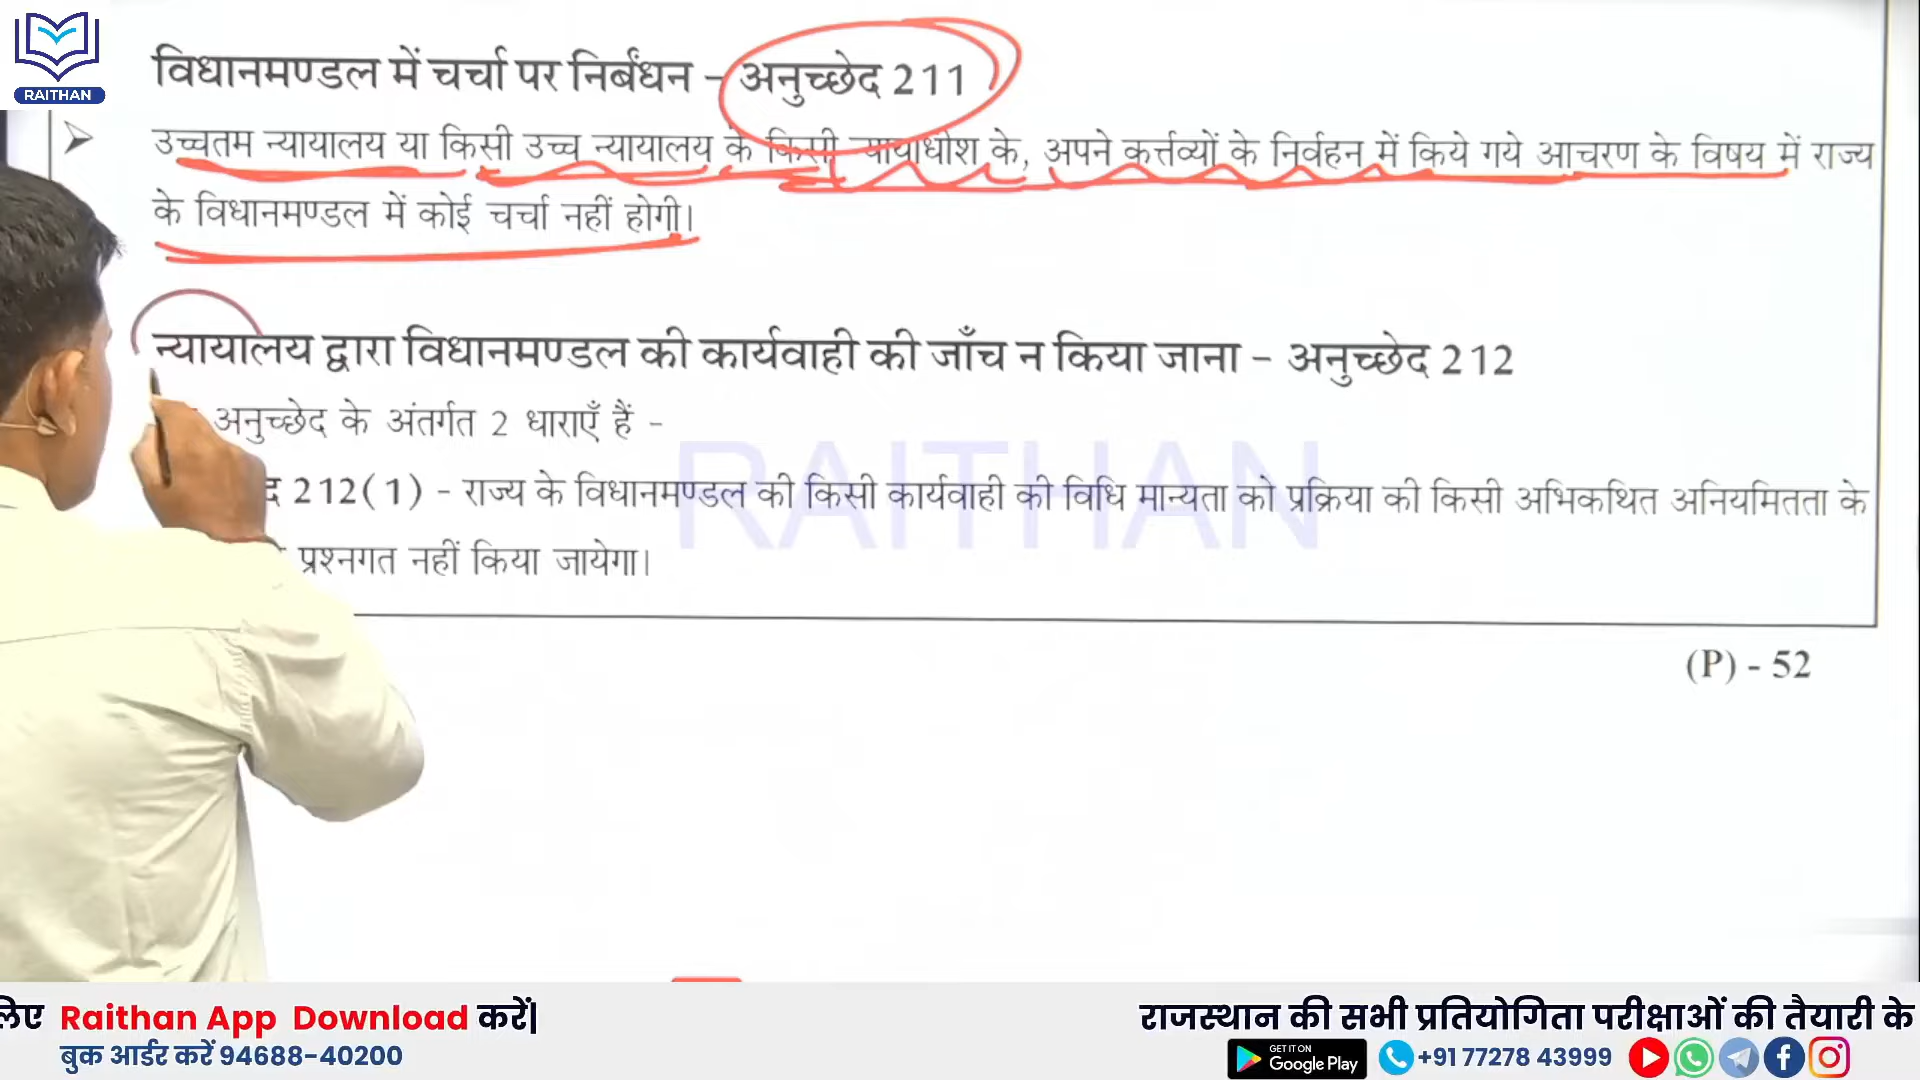 RAITHAN
विधानमण्डल में चर्चा पर निर्बंधन – अनुच्छेद 211
उच्चतम न्यायालय या किसी उच्च न्यायालय के किसी यायाधीश के, अपने कर्त्तव्यों के निर्वहन में किये गये आचरण के विषय में राज्य
के विधानमण्डल में कोई चर्चा नहीं होगी।
न्यायालय द्वारा विधानमण्डल की कार्यवाही की जाँच न किया जाना – अनुच्छेद 212
अनुच्छेद के अंतर्गत 2 धाराएँ हैं -
212(1) - राज्य के विधानमण्डल की किसी कार्यवाही की विधि मान्यता को प्रक्रिया की किसी अभिकथित अनियमितता के
प्रश्नगत नहीं किया जायेगा।
RAITHAN
(P) - 52
लिए Raithan App Download करें|
राजस्थान की सभी प्रतियोगिता परीक्षाओं की तैयारी के
बुक आर्डर करें 94688-40200
GET IT ON
Google Play
+91 77278 43999